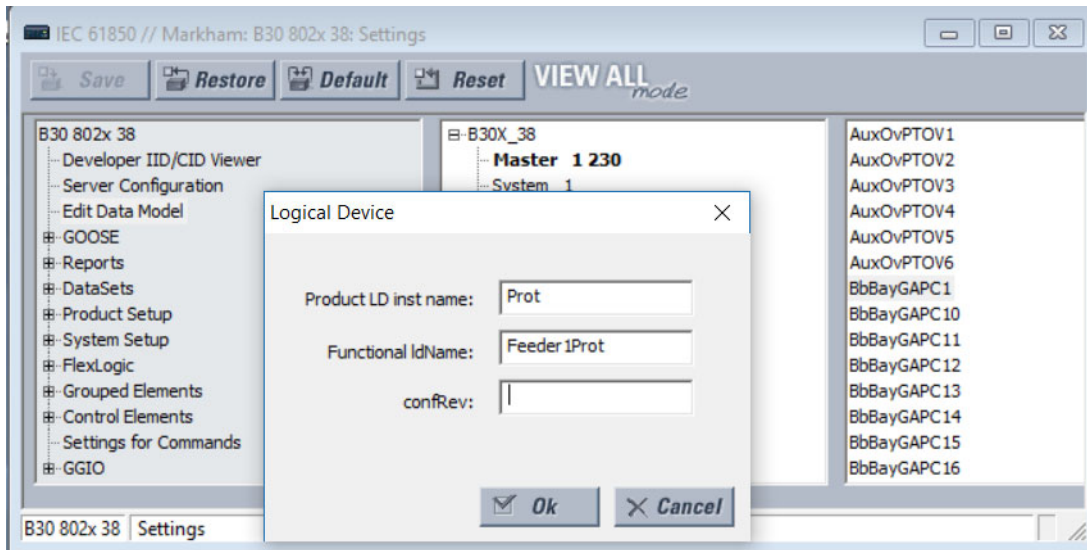 IEC 61850 // Markham: B30 802x 38: Settings
Save Restore Default Reset VIEW ALL mode
B30 802x 38
Developer IID/CID Viewer
Server Configuration
Edit Data Model
GOOSE
Reports
DataSets
Product Setup
System Setup
FlexLogic
Grouped Elements
Control Elements
Settings for Commands
GGIO
B30X_38
Master 1 230
System 1
Logical Device
Product LD inst name: Prot
Functional ldName: Feeder1Prot
confRev:
Ok Cancel
AuxOvPTOV1
AuxOvPTOV2
AuxOvPTOV3
AuxOvPTOV4
AuxOvPTOV5
AuxOvPTOV6
BbBayGAPC1
BbBayGAPC10
BbBayGAPC11
BbBayGAPC12
BbBayGAPC13
BbBayGAPC14
BbBayGAPC15
BbBayGAPC16
B30 802x 38 Settings